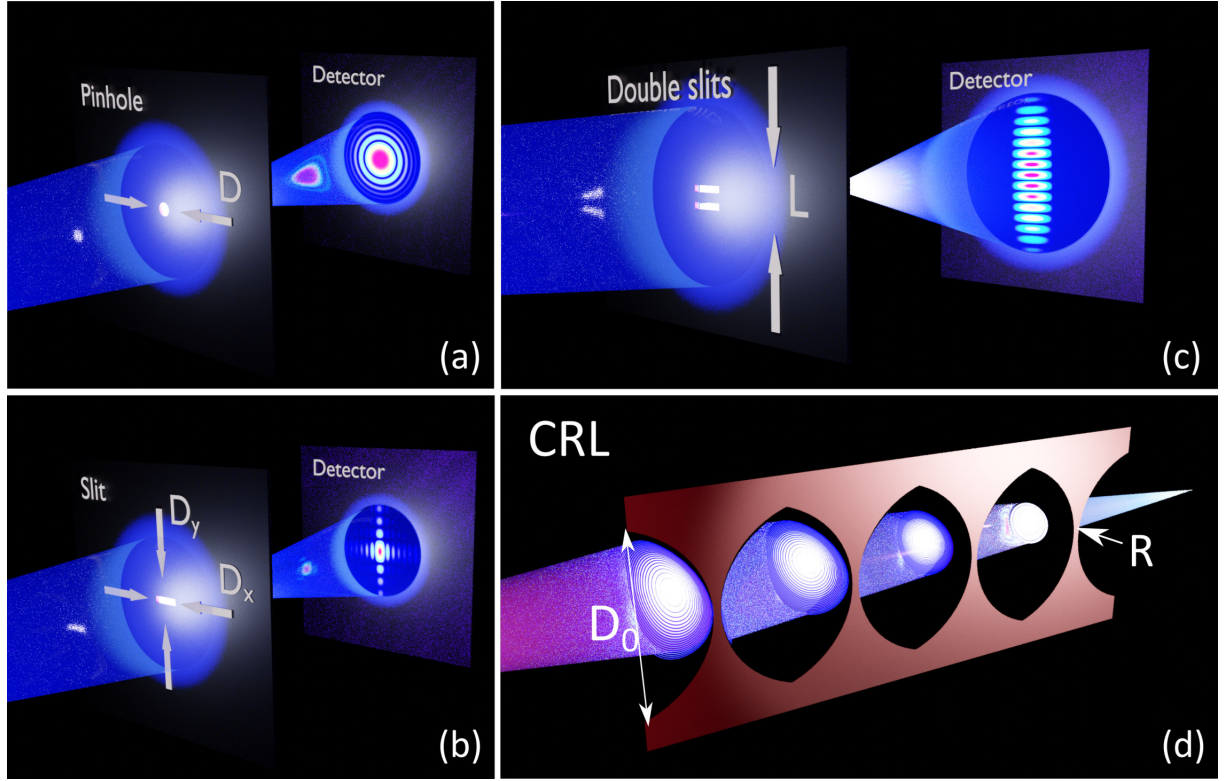 Pinhole
Detector
D
(a)
Double slits
Detector
L
(c)
Slit
Detector
Dy
Dx
(b)
CRL
D0
R
(d)